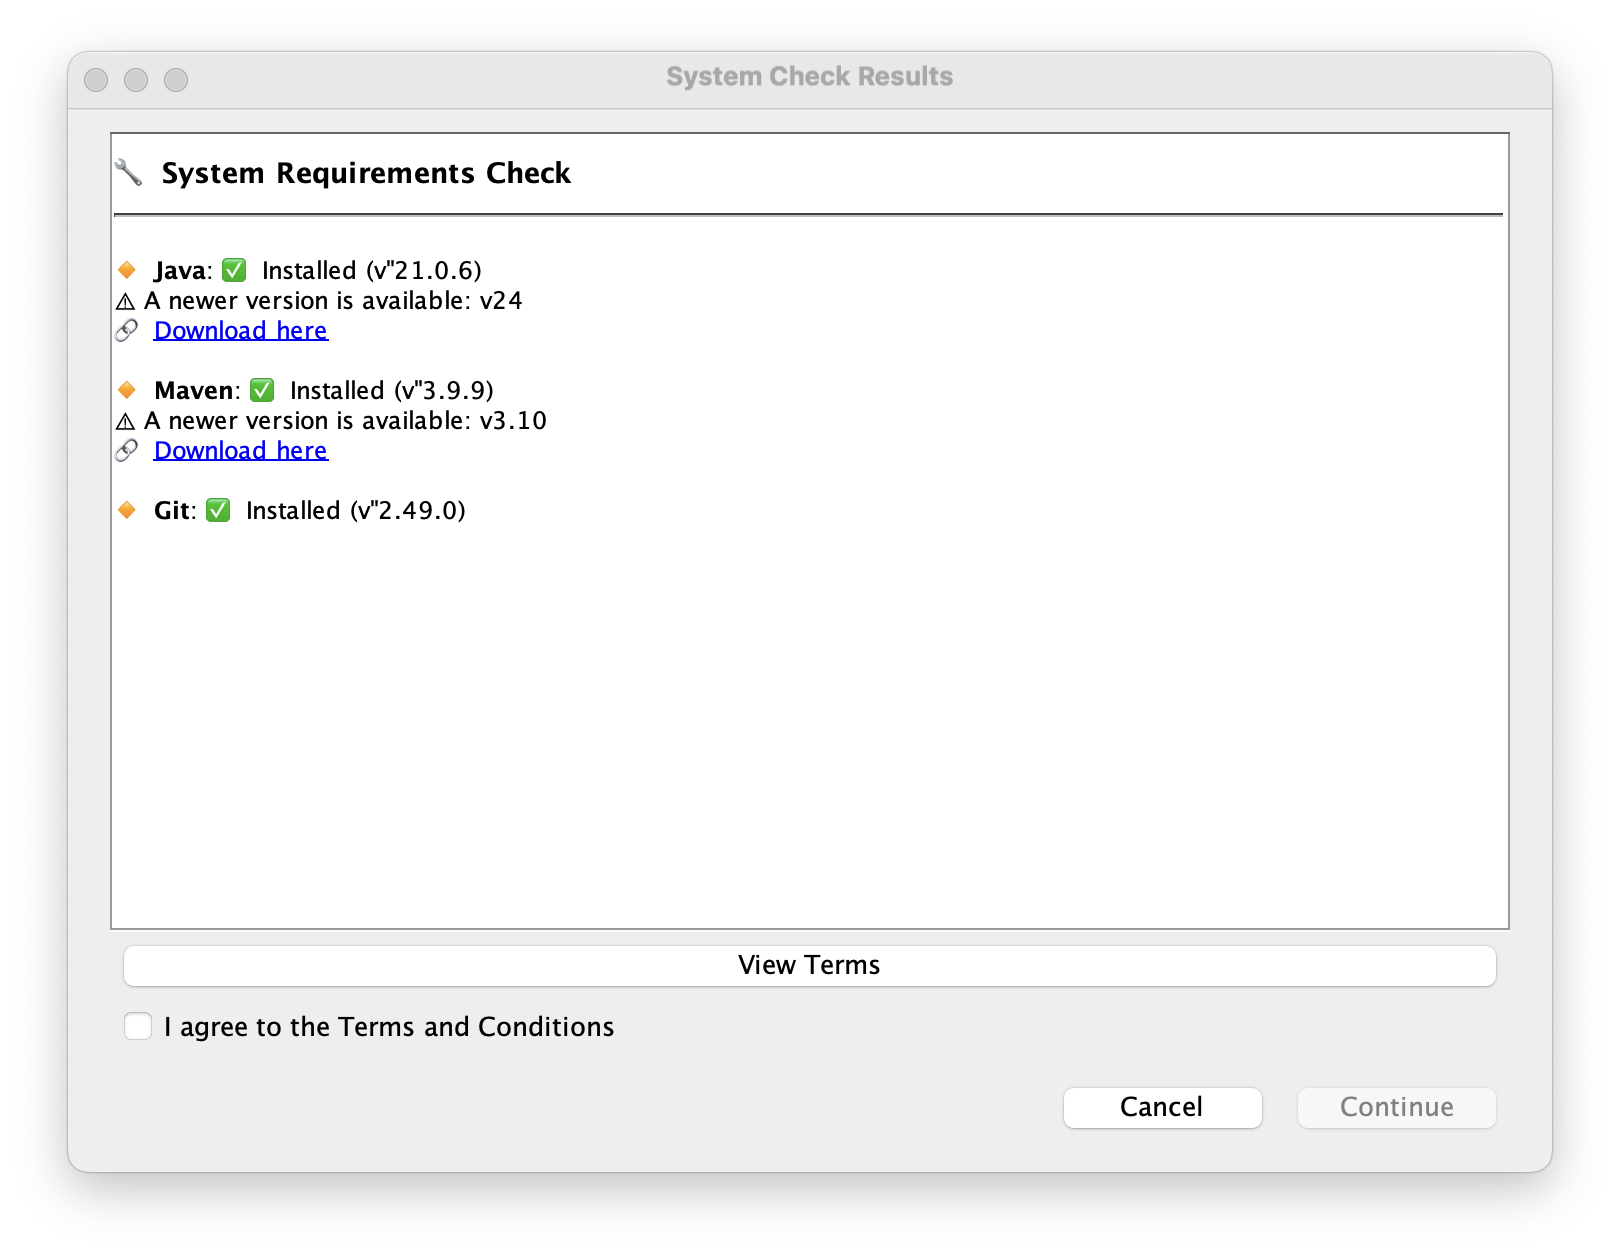 System Check Results
🔧 System Requirements Check
🔸 Java: ✅ Installed (v"21.0.6)
⚠ A newer version is available: v24
🔗 Download here
🔸 Maven: ✅ Installed (v"3.9.9)
⚠ A newer version is available: v3.10
🔗 Download here
🔸 Git: ✅ Installed (v"2.49.0)
View Terms
I agree to the Terms and Conditions
Cancel
Continue